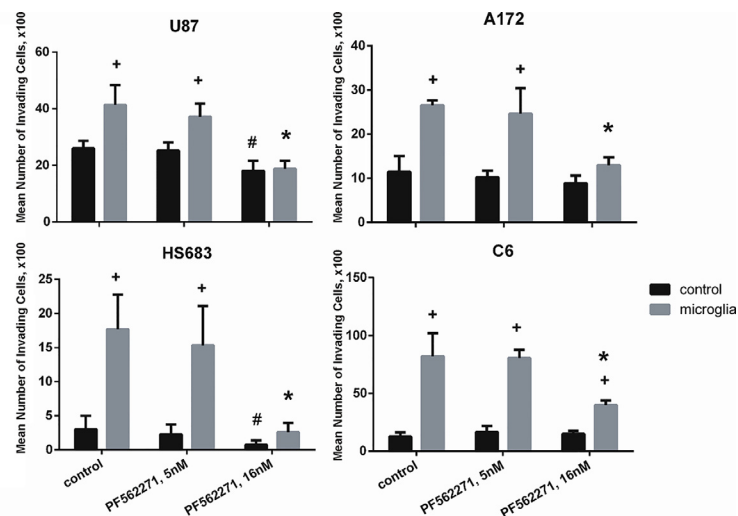 U87
Mean Number of Invading Cells, x100
60
40
20
0
+
+
#
*
A172
Mean Number of Invading Cells, x100
40
30
20
10
0
+
+
*
HS683
Mean Number of Invading Cells, x100
25
20
15
10
5
0
+
+
#
*
control
PF562271, 5nM
PF562271, 16nM
C6
Mean Number of Invading Cells, x100
150
100
50
0
+
+
*
+
control
PF562271, 5nM
PF562271, 16nM
control
microglia